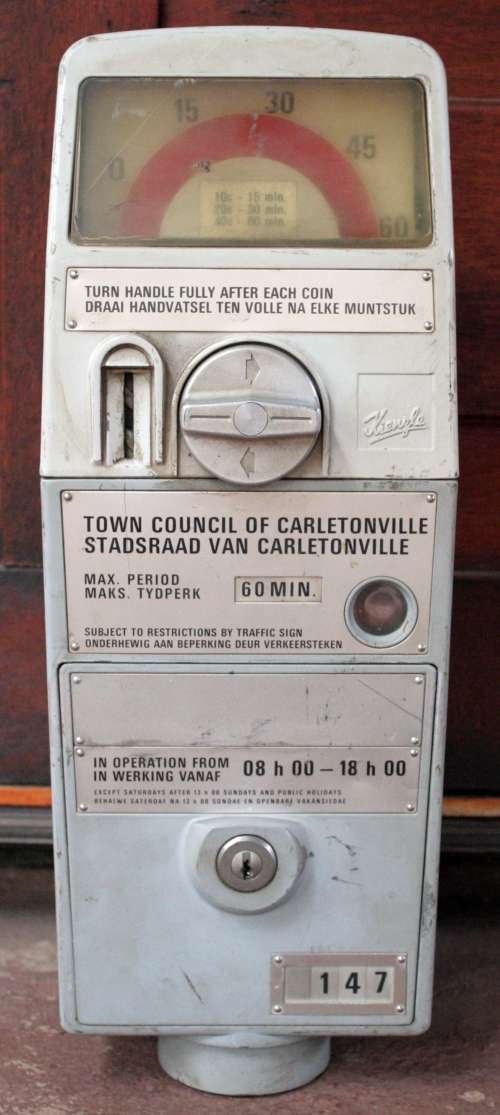 0 15 30 45 60
10c - 15 min.
20c - 30 min.
40c - 60 min.
TURN HANDLE FULLY AFTER EACH COIN
DRAAI HANDVATSEL TEN VOLLE NA ELKE MUNTSTUK
Kienzle
TOWN COUNCIL OF CARLETONVILLE
STADSRAAD VAN CARLETONVILLE
MAX. PERIOD
MAKS. TYDPERK
60 MIN.
SUBJECT TO RESTRICTIONS BY TRAFFIC SIGN
ONDERHEWIG AAN BEPERKING DEUR VERKEERSTEKEN
IN OPERATION FROM
IN WERKING VANAF
08 h 00 – 18 h 00
EXCEPT SATURDAYS AFTER 13 h 00 SUNDAYS AND PUBLIC HOLIDAYS
BEHALWE SATERDAE NA 13 h 00 SONDAE EN OPENBARE VAKANSIEDAE
147